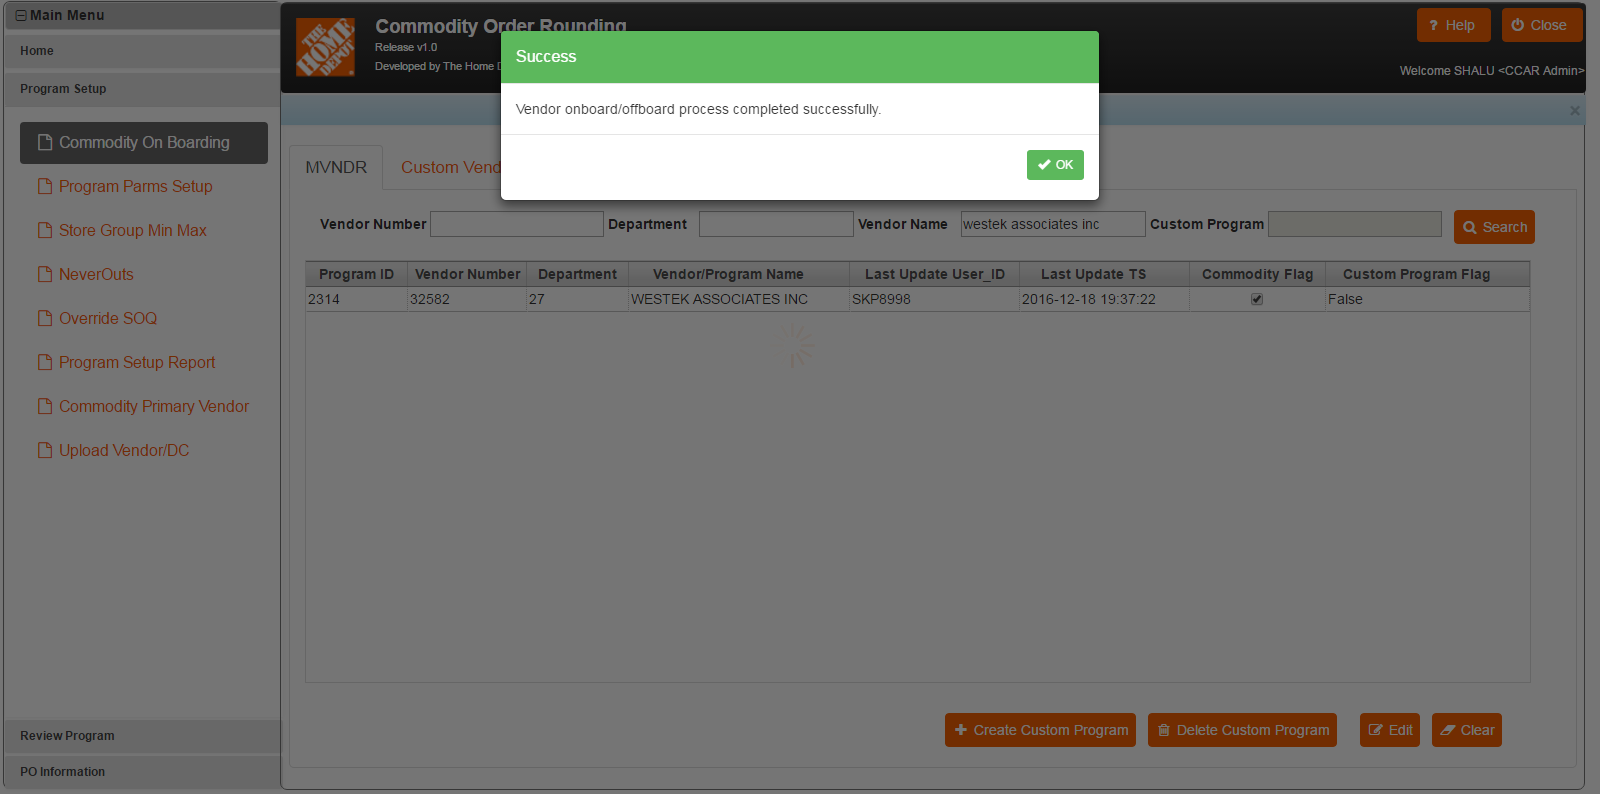 Main Menu
Home
Program Setup
Commodity On Boarding
Program Parms Setup
Store Group Min Max
NeverOuts
Override SOQ
Program Setup Report
Commodity Primary Vendor
Upload Vendor/DC
Review Program
PO Information
THE HOME DEPOT
Commodity Order Rounding
Release v1.0
Developed by The Home
? Help
Close
Welcome SHALU <CCAR Admin>
×
Success
Vendor onboard/offboard process completed successfully.
OK
MVNDR Custom Vend
Vendor Number Department Vendor Name westek associates inc Custom Program Search
Program ID Vendor Number Department Vendor/Program Name Last Update User_ID Last Update TS Commodity Flag Custom Program Flag
2314 32582 27 WESTEK ASSOCIATES INC SKP8998 2016-12-18 19:37:22 False
Create Custom Program Delete Custom Program Edit Clear